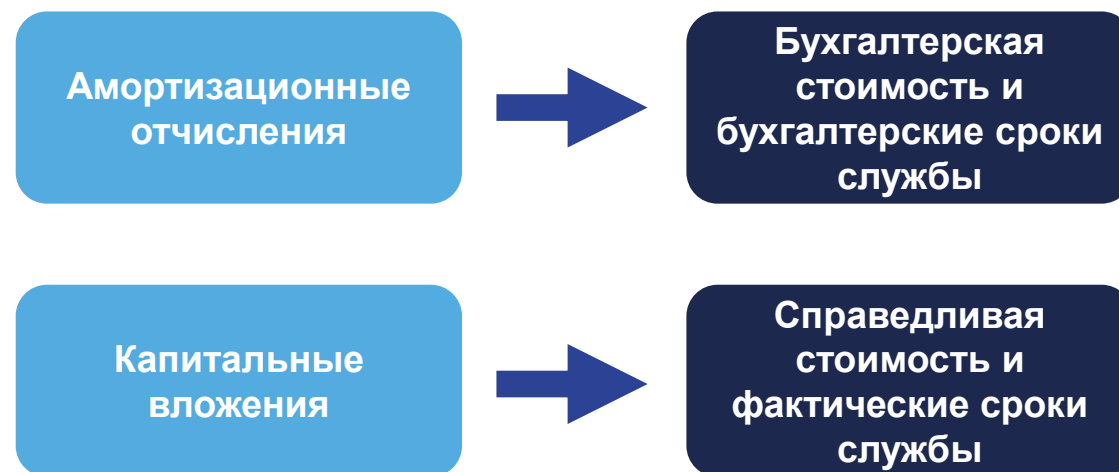 Амортизационные
отчисления
Бухгалтерская
стоимость и
бухгалтерские сроки
службы
Капитальные
вложения
Справедливая
стоимость и
фактические сроки
службы